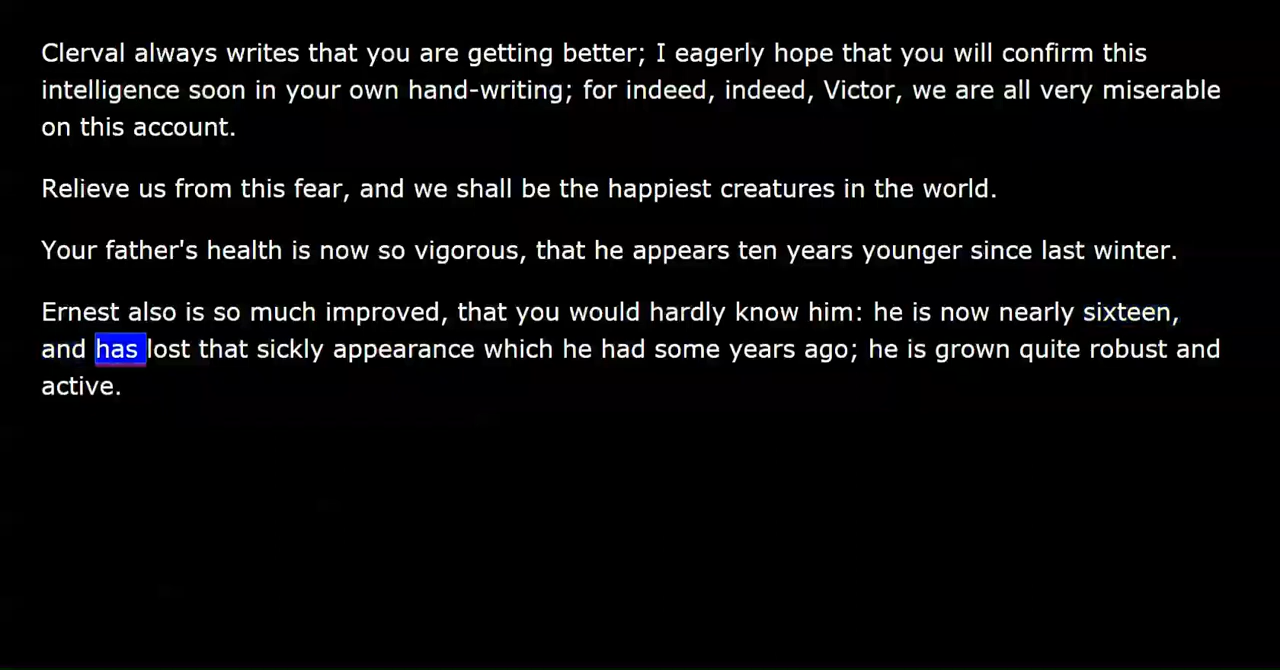 Clerval always writes that you are getting better; I eagerly hope that you will confirm this
intelligence soon in your own hand-writing; for indeed, indeed, Victor, we are all very miserable
on this account.
Relieve us from this fear, and we shall be the happiest creatures in the world.
Your father's health is now so vigorous, that he appears ten years younger since last winter.
Ernest also is so much improved, that you would hardly know him: he is now nearly sixteen,
and has lost that sickly appearance which he had some years ago; he is grown quite robust and
active.